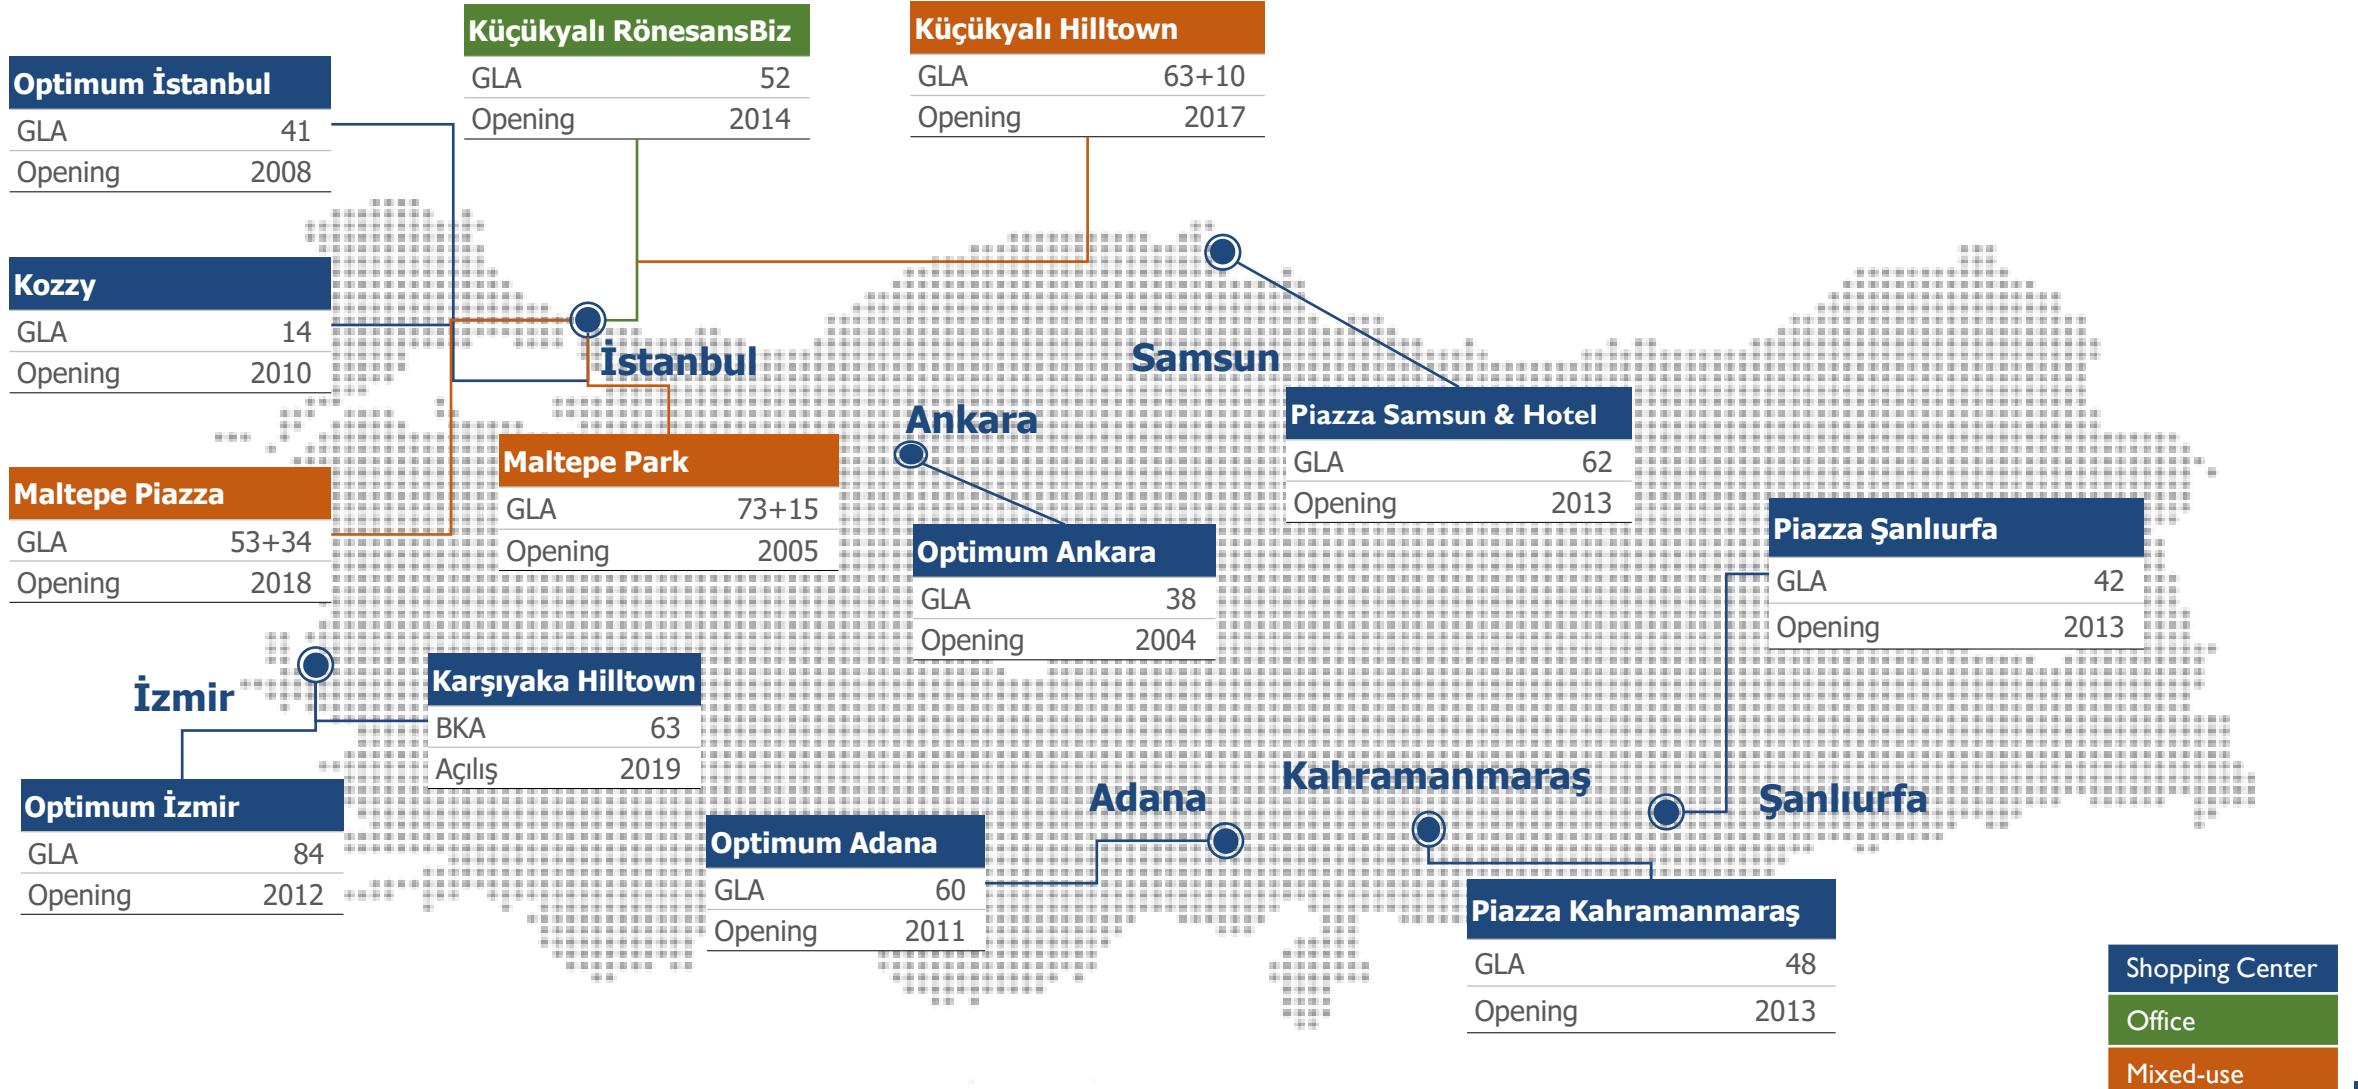 Küçükyalı RönesansBiz
GLA 52
Opening 2014
Küçükyalı Hilltown
GLA 63+10
Opening 2017
Optimum İstanbul
GLA 41
Opening 2008
Kozzy
GLA 14
Opening 2010
Maltepe Piazza
GLA 53+34
Opening 2018
İstanbul
Samsun
Ankara
Maltepe Park
GLA 73+15
Opening 2005
Piazza Samsun & Hotel
GLA 62
Opening 2013
Optimum Ankara
GLA 38
Opening 2004
Piazza Şanlıurfa
GLA 42
Opening 2013
İzmir
Karşıyaka Hilltown
BKA 63
Açılış 2019
Optimum İzmir
GLA 84
Opening 2012
Adana
Kahramanmaraş
Şanlıurfa
Optimum Adana
GLA 60
Opening 2011
Piazza Kahramanmaraş
GLA 48
Opening 2013
Shopping Center
Office
Mixed-use